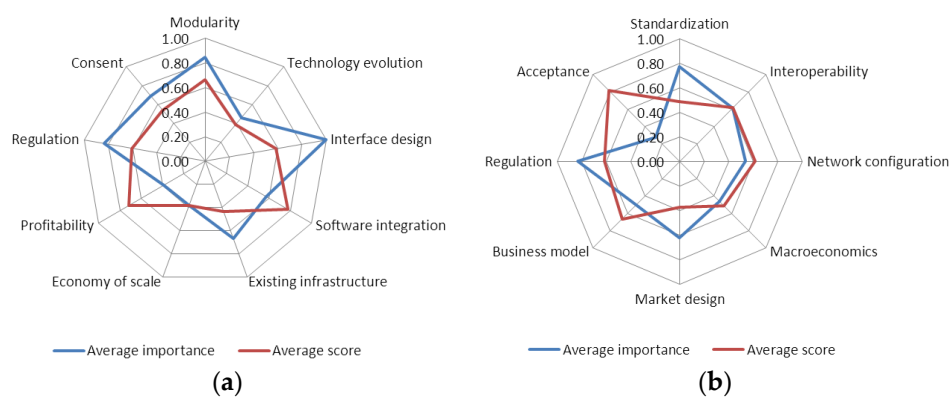 Modularity
1.00
0.80
0.60
0.40
0.20
0.00
Technology evolution
Interface design
Software integration
Existing infrastructure
Economy of scale
Profitability
Regulation
Consent
Average importance
Average score
(a)
Standardization
1.00
0.80
0.60
0.40
0.20
0.00
Interoperability
Network configuration
Macroeconomics
Market design
Business model
Regulation
Acceptance
Average importance
Average score
(b)